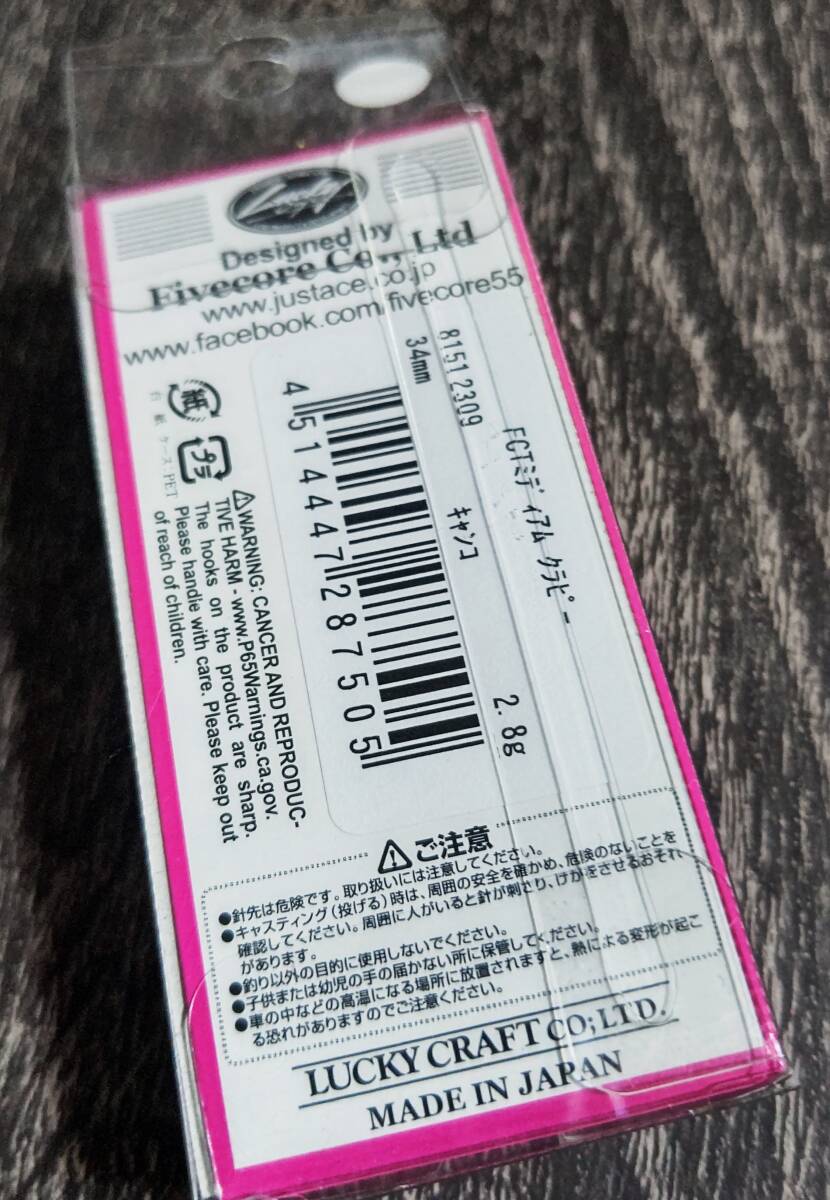 Designed by
Fivecore Co., Ltd
www.justace.co.jp
www.facebook.com/fivecore55
81512309
FCTミディアム クラピー
34mm
キャンコ
2.8g
4 514447 287505
紙
プラ
台紙 ケース:PET
⚠WARNING: CANCER AND REPRODUC-
TIVE HARM - www.P65Warnings.ca.gov.
The hooks on the product are sharp.
Please handle with care. Please keep out
of reach of children.
⚠ご注意
●針先は危険です。取り扱いには注意してください。
●キャスティング(投げる)時は、周囲の安全を確かめ、危険のないことを
確認してください。周囲に人がいると針が刺さり、けがをさせるおそれ
があります。
●釣り以外の目的に使用しないでください。
●子供または幼児の手の届かない所に保管してください。
●車の中などの高温になる場所に放置されますと、熱による変形が起こ
る恐れがありますのでご注意ください。
LUCKY CRAFT CO;LTD.
MADE IN JAPAN